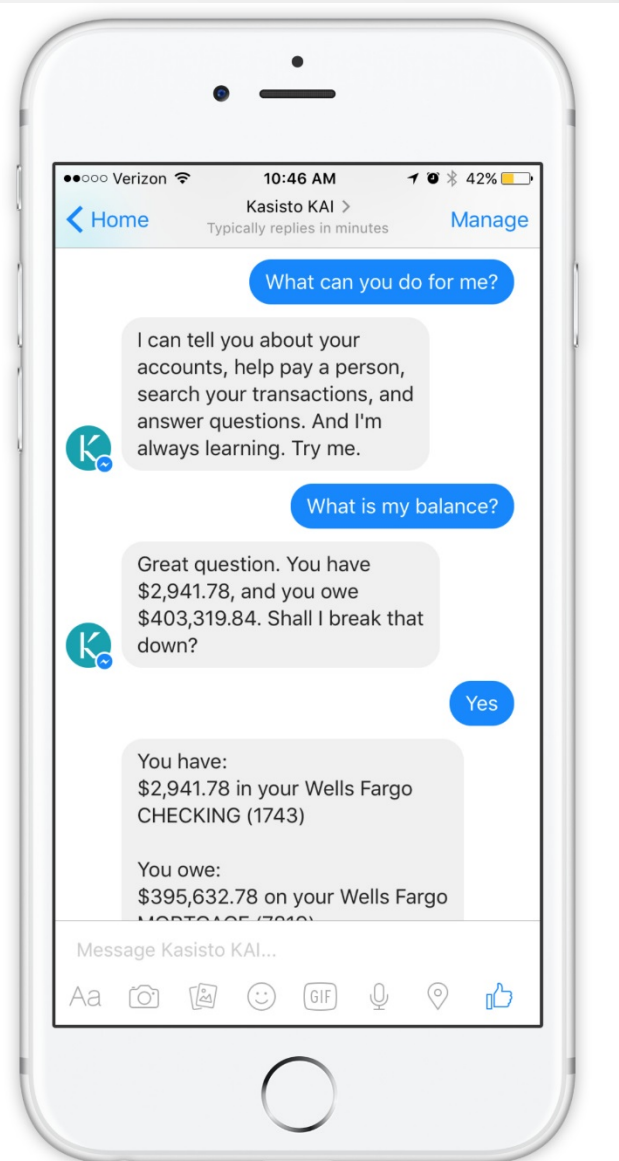 Verizon 10:46 AM 42%
Home Kasisto KAI > Manage
Typically replies in minutes
What can you do for me?
I can tell you about your
accounts, help pay a person,
search your transactions, and
answer questions. And I'm
always learning. Try me.
K
What is my balance?
Great question. You have
$2,941.78, and you owe
$403,319.84. Shall I break that
down?
K
Yes
You have:
$2,941.78 in your Wells Fargo
CHECKING (1743)
You owe:
$395,632.78 on your Wells Fargo
MORTGAGE
Message Kasisto KAI...
Aa GIF